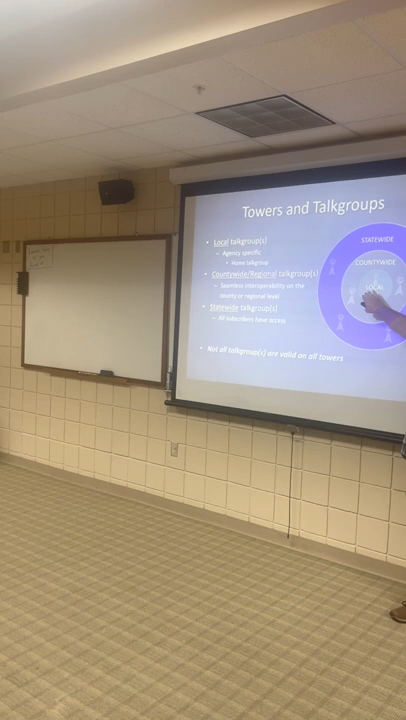 Towers and Talkgroups
• Local talkgroup(s)
– Agency specific
• Home talkgroup
• Countywide/Regional talkgroup(s)
– Seamless interoperability on the
county or regional level
• Statewide talkgroup(s)
– All subscribers have access
• Not all talkgroup(s) are valid on all towers
STATEWIDE
COUNTYWIDE
LOCAL